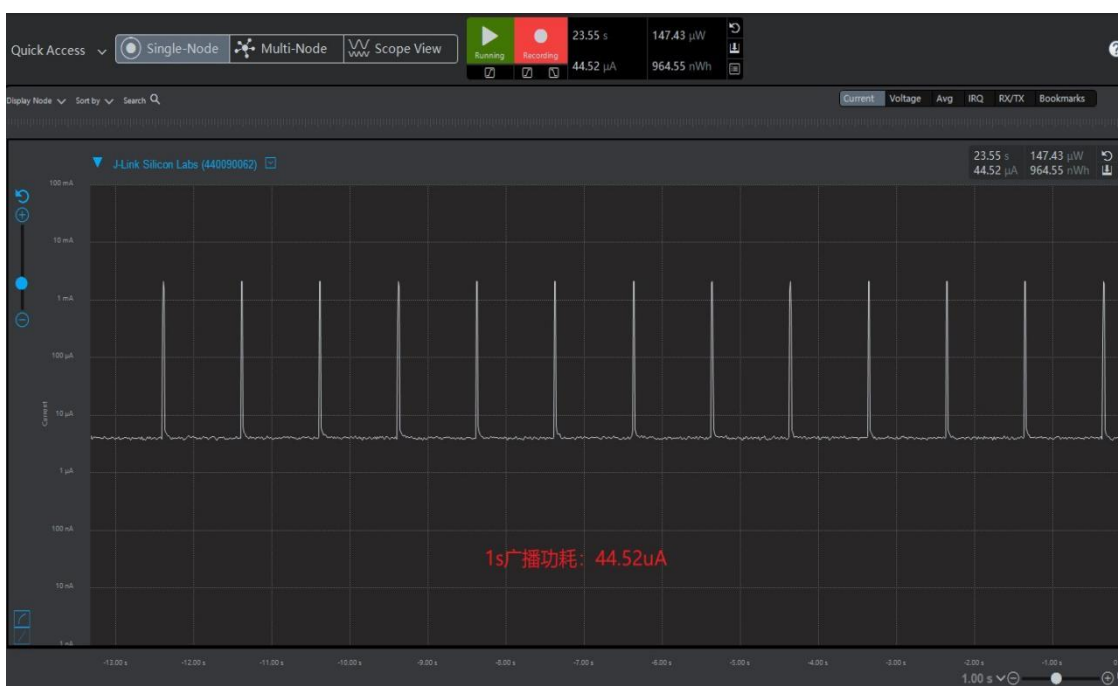 Quick Access
Single-Node
Multi-Node
Scope View
Running
Recording
23.55 s
147.43 µW
44.52 µA
964.55 nWh
Display Node
Sort by
Search
Current
Voltage
Avg
IRQ
RX/TX
Bookmarks
J-Link Silicon Labs (440090062)
23.55 s
147.43 µW
44.52 µA
964.55 nWh
100 mA
10 mA
1 mA
100 µA
10 µA
1 µA
100 nA
10 nA
1 nA
Current
1s广播功耗：44.52uA
-13.00 s
-12.00 s
-11.00 s
-10.00 s
-9.00 s
-8.00 s
-7.00 s
-6.00 s
-5.00 s
-4.00 s
-3.00 s
-2.00 s
-1.00 s
1.00 s